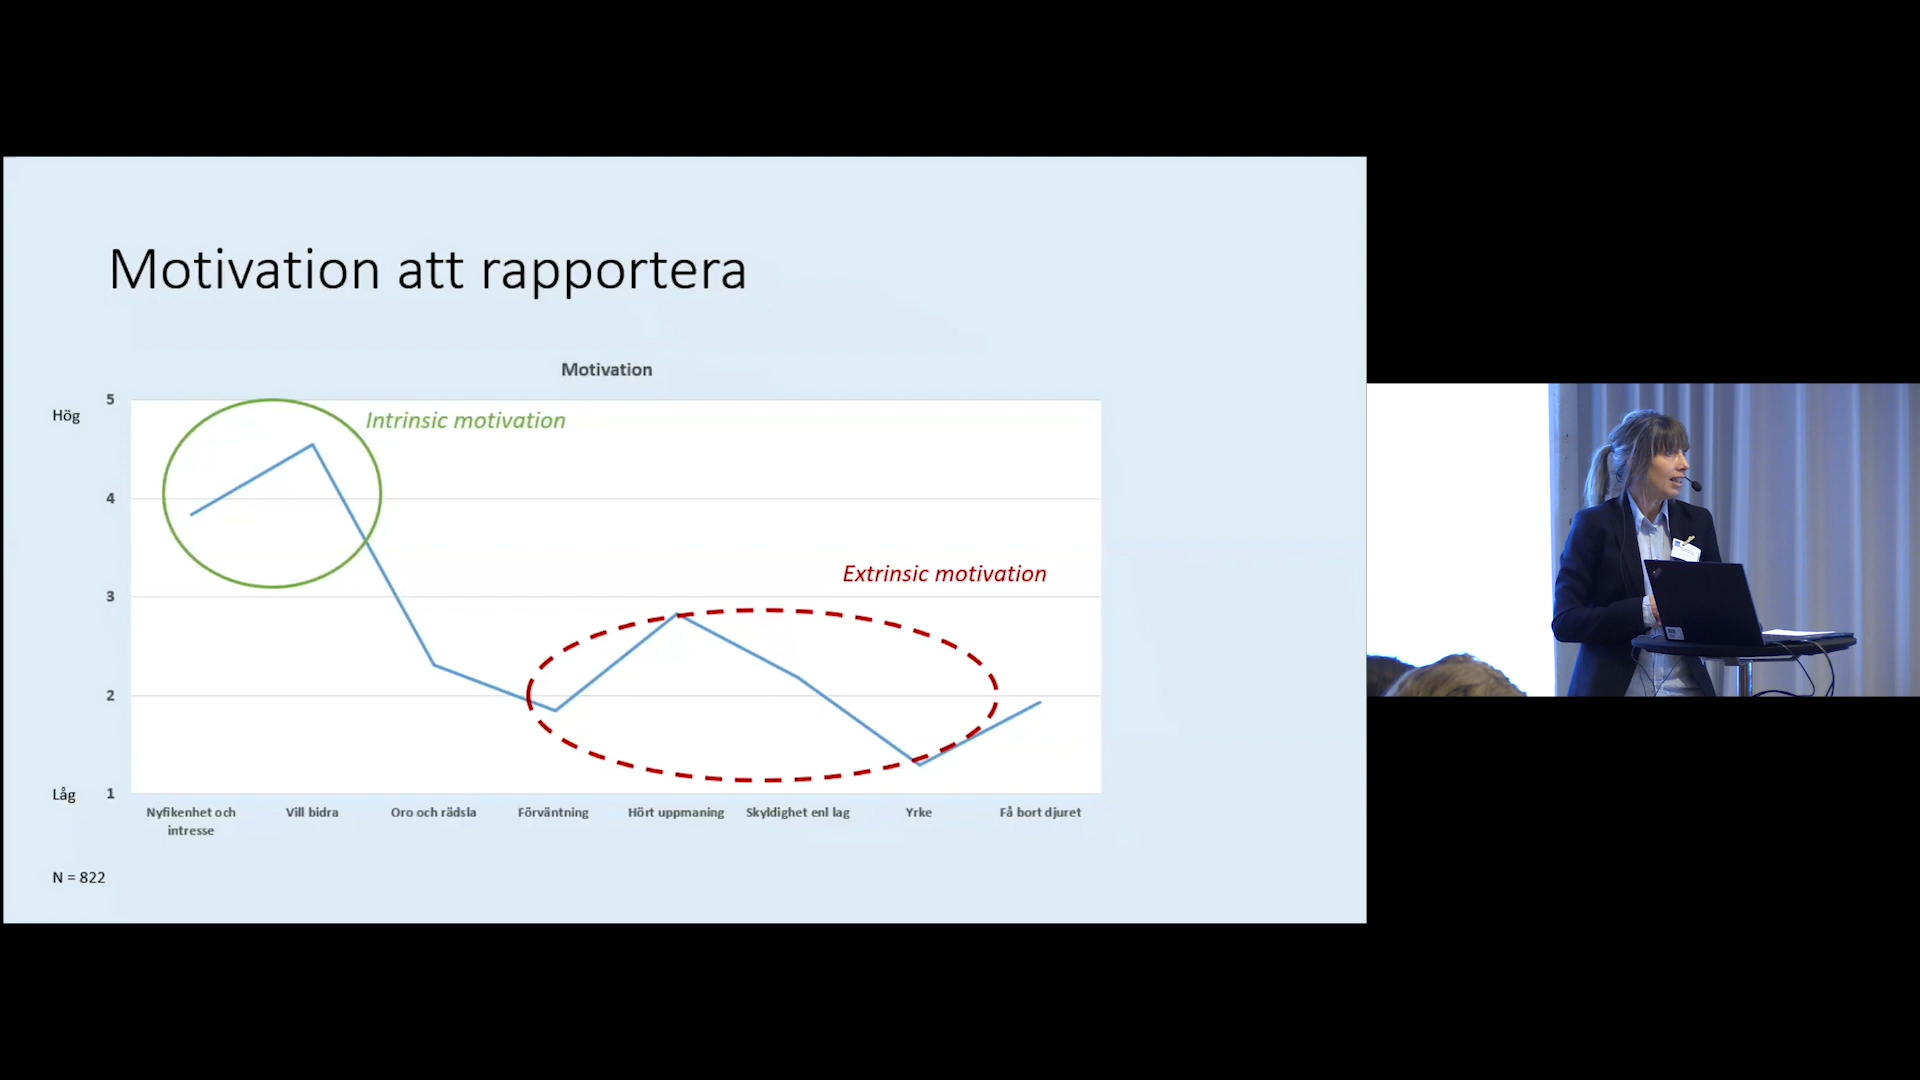 Motivation att rapportera
Motivation
Hög
5
Intrinsic motivation
4
Extrinsic motivation
3
2
Låg
1
Nyfikenhet och
intresse
Vill bidra
Oro och rädsla
Förväntning
Hört uppmaning
Skyldighet enl lag
Yrke
Få bort djuret
N = 822